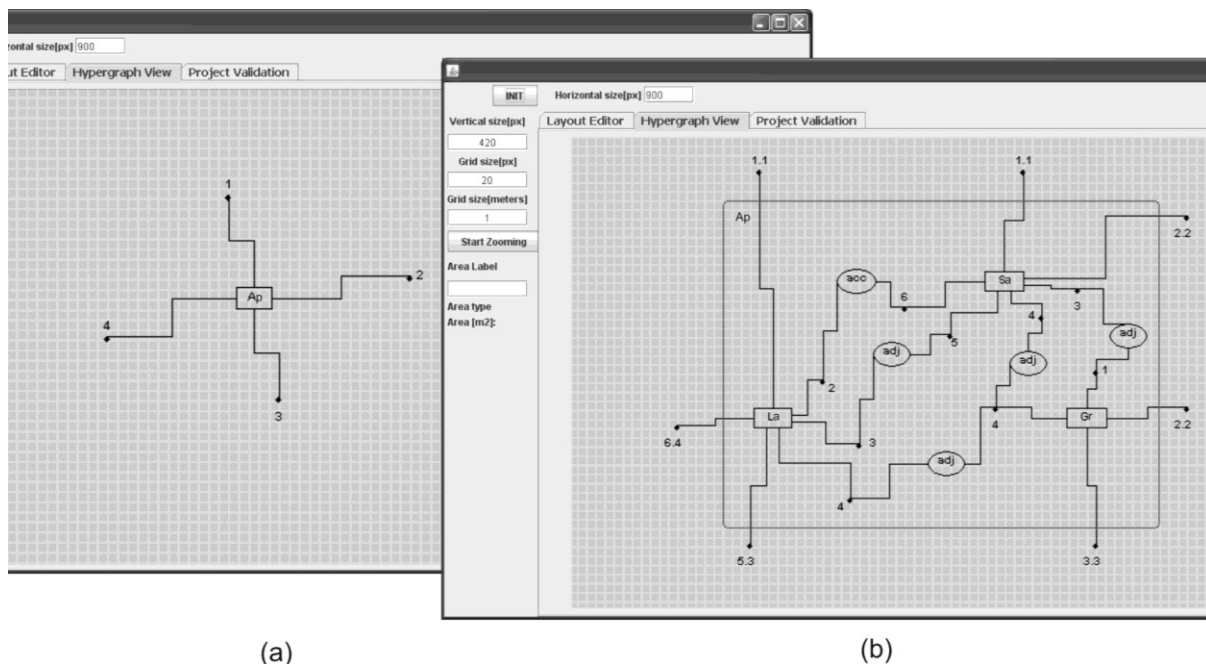 zontal size[px] 900
ut Editor Hypergraph View Project Validation
1
2
Ap
4
3
INIT Horizontal size[px] 900
Vertical size[px]
420
Grid size[px]
20
Grid size[meters]
1
Start Zooming
Area Label
Area type
Area [m2]:
Layout Editor Hypergraph View Project Validation
1.1 1.1
Ap
2.2
acc Sa
6 3
4
5 adj
adj adj
1
2
La 4 Gr
2.2
6.4 3
adj
4
5.3 3.3
(a) (b)